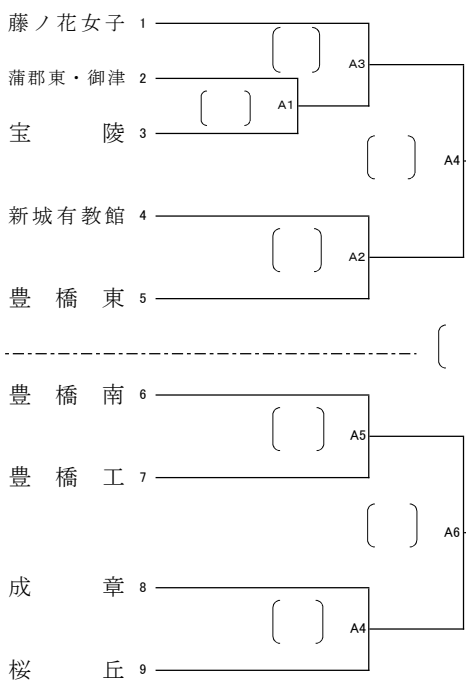 藤ノ花女子 1
A3
蒲郡東・御津 2
A1
宝陵 3
A4
新城有教館 4
A2
豊橋東 5
豊橋南 6
A5
豊橋工 7
A6
成章 8
A4
桜丘 9